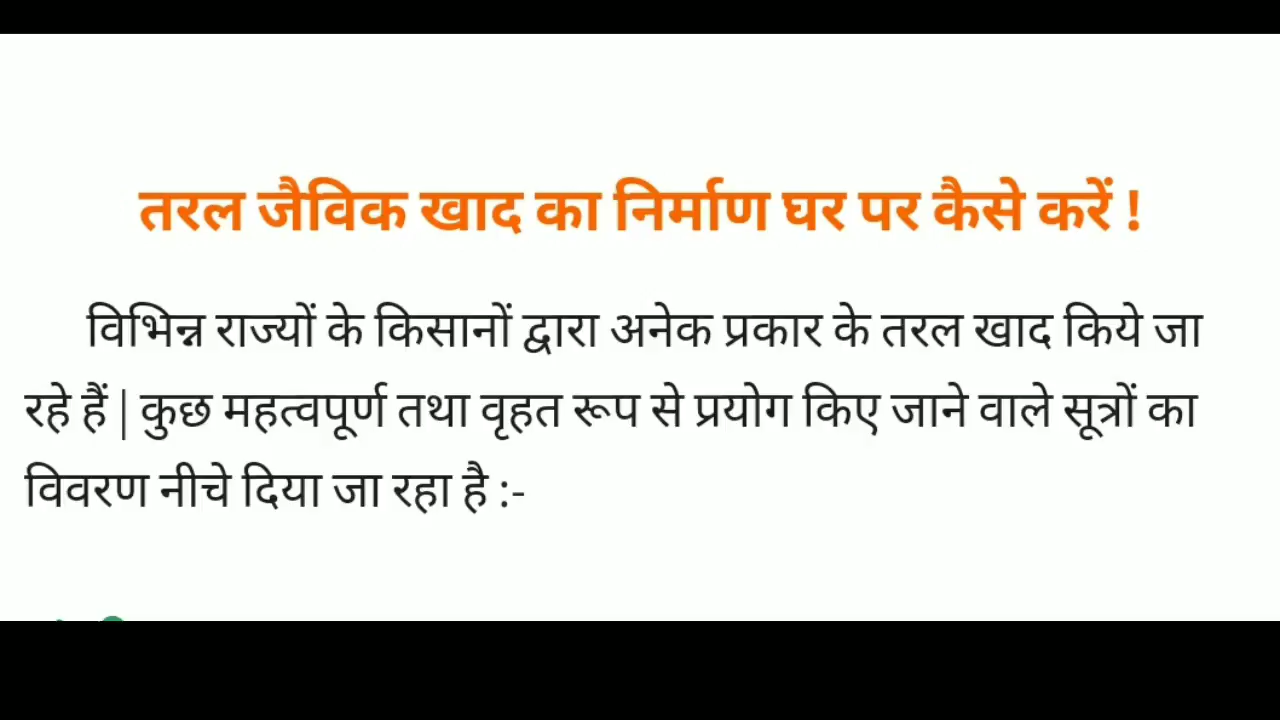 तरल जैविक खाद का निर्माण घर पर कैसे करें !
विभिन्न राज्यों के किसानों द्वारा अनेक प्रकार के तरल खाद किये जा
रहे हैं | कुछ महत्वपूर्ण तथा वृहत रूप से प्रयोग किए जाने वाले सूत्रों का
विवरण नीचे दिया जा रहा है :-